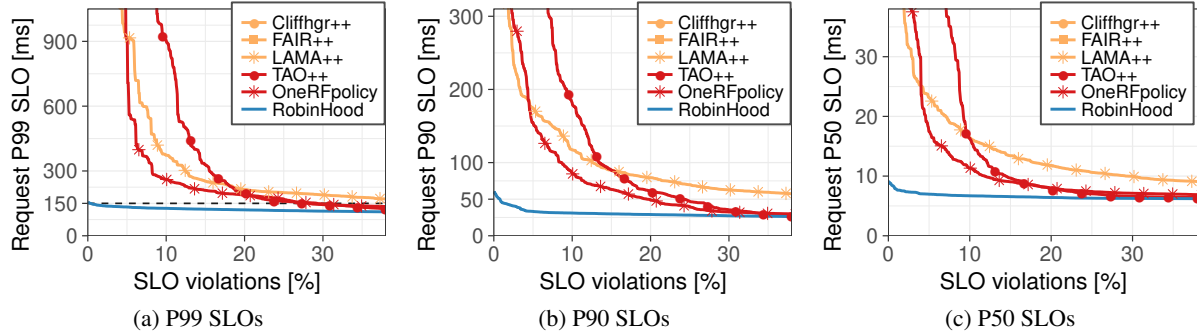 Request P99 SLO [ms]
900
600
300
150
0
0 10 20 30
SLO violations [%]
Cliffhgr++
FAIR++
LAMA++
TAO++
OneRFpolicy
RobinHood
(a) P99 SLOs
Request P90 SLO [ms]
300
200
100
50
0
0 10 20 30
SLO violations [%]
Cliffhgr++
FAIR++
LAMA++
TAO++
OneRFpolicy
RobinHood
(b) P90 SLOs
Request P50 SLO [ms]
30
20
10
5
0
0 10 20 30
SLO violations [%]
Cliffhgr++
FAIR++
LAMA++
TAO++
OneRFpolicy
RobinHood
(c) P50 SLOs